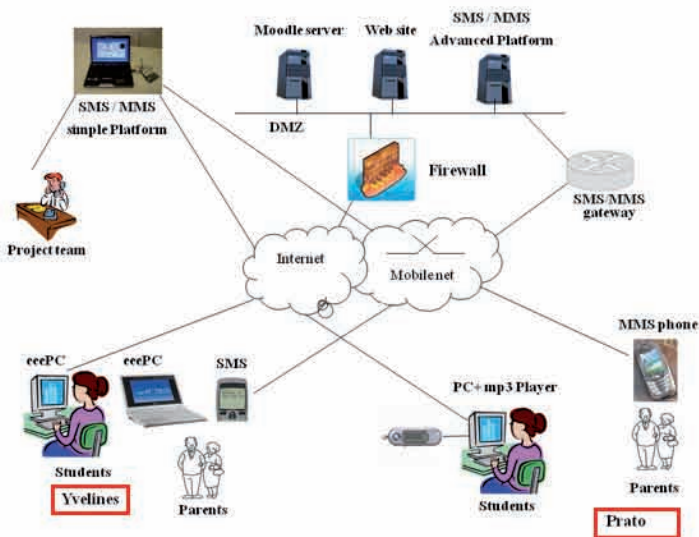 Moodle server
Web site
SMS / MMS
Advanced Platform
SMS / MMS
simple Platform
DMZ
Firewall
SMS/MMS
gateway
Project team
Internet
Mobilenet
MMS phone
eeePC
eeePC
SMS
PC+ mp3 Player
Students
Parents
Students
Parents
Yvelines
Prato